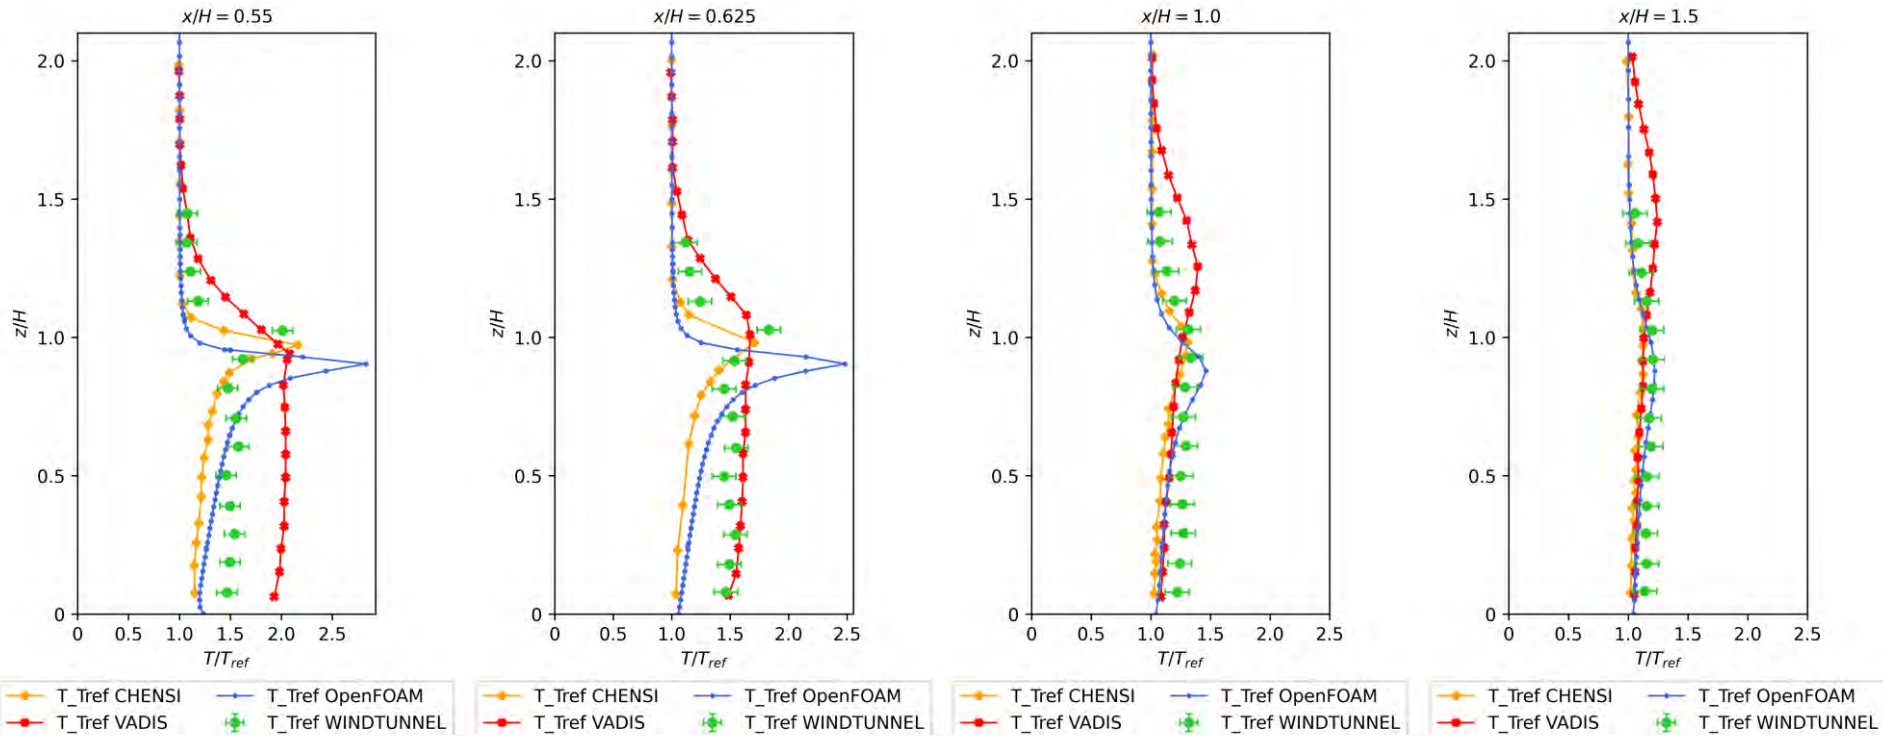 x/H = 0.55
2.0
1.5
1.0
0.5
0
z/H
0 0.5 1.0 1.5 2.0 2.5
T/T_ref
T_Tref CHENSI T_Tref OpenFOAM
T_Tref VADIS T_Tref WINDTUNNEL
x/H = 0.625
2.0
1.5
1.0
0.5
0
z/H
0 0.5 1.0 1.5 2.0 2.5
T/T_ref
T_Tref CHENSI T_Tref OpenFOAM
T_Tref VADIS T_Tref WINDTUNNEL
x/H = 1.0
2.0
1.5
1.0
0.5
0
z/H
0 0.5 1.0 1.5 2.0 2.5
T/T_ref
T_Tref CHENSI T_Tref OpenFOAM
T_Tref VADIS T_Tref WINDTUNNEL
x/H = 1.5
2.0
1.5
1.0
0.5
0
z/H
0 0.5 1.0 1.5 2.0 2.5
T/T_ref
T_Tref CHENSI T_Tref OpenFOAM
T_Tref VADIS T_Tref WINDTUNNEL